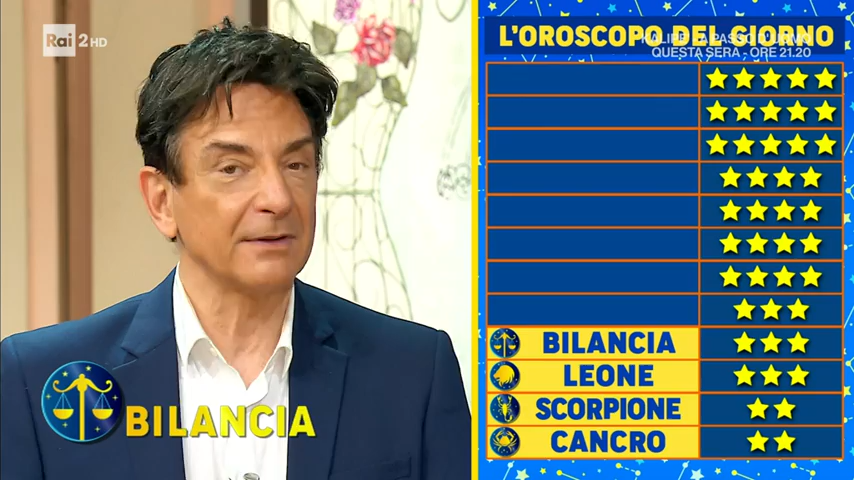 Rai 2 HD
L'OROSCOPO DEL GIORNO
QUESTA SERA - ORE 21.20
BILANCIA
LEONE
SCORPIONE
CANCRO
BILANCIA